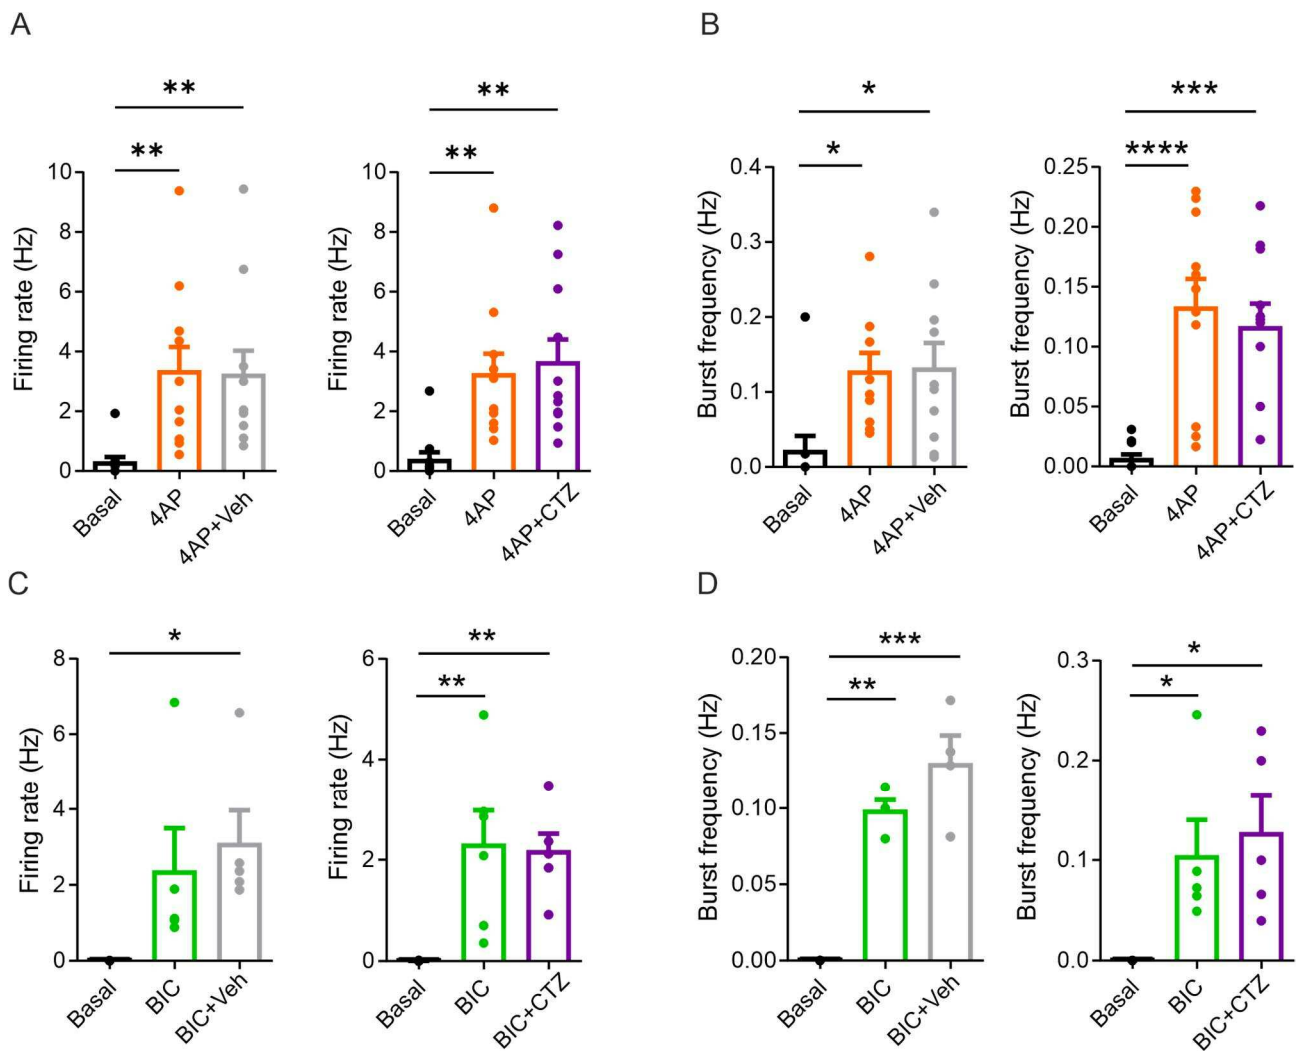 A
**
**
10
8
6
4
2
0
Firing rate (Hz)
Basal
4AP
4AP+Veh
**
**
10
8
6
4
2
0
Firing rate (Hz)
Basal
4AP
4AP+CTZ
B
*
*
0.4
0.3
0.2
0.1
0.0
Burst frequency (Hz)
Basal
4AP
4AP+Veh
***
****
0.25
0.20
0.15
0.10
0.05
0.00
Burst frequency (Hz)
Basal
4AP
4AP+CTZ
C
*
8
6
4
2
0
Firing rate (Hz)
Basal
BIC
BIC+Veh
**
**
6
4
2
0
Firing rate (Hz)
Basal
BIC
BIC+CTZ
D
***
**
0.20
0.15
0.10
0.05
0.00
Burst frequency (Hz)
Basal
BIC
BIC+Veh
*
*
0.3
0.2
0.1
0.0
Burst frequency (Hz)
Basal
BIC
BIC+CTZ